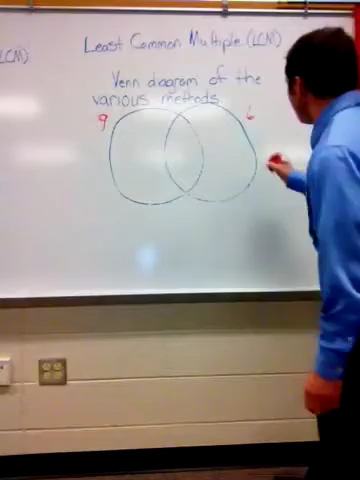 LCM)
Least Common Multiple (LCM)
Venn diagram of the
various methods
9 6